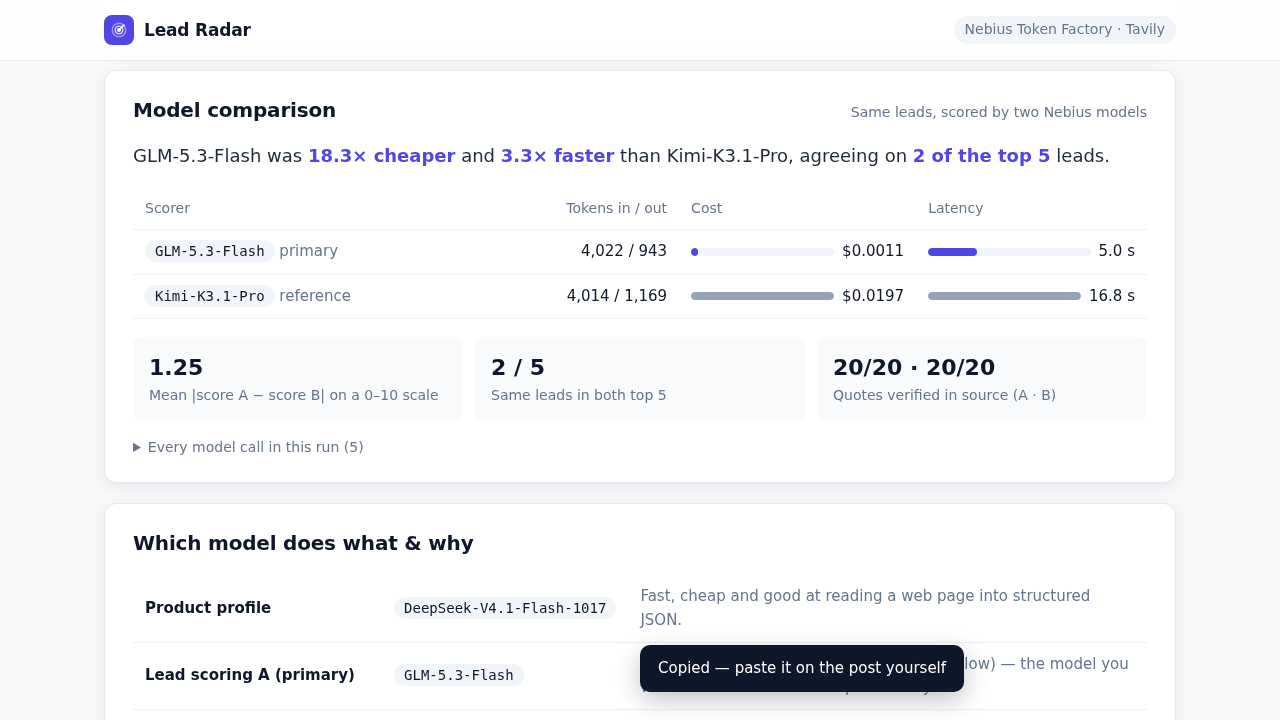 Lead Radar
Nebius Token Factory · Tavily
Model comparison
Same leads, scored by two Nebius models
GLM-5.3-Flash was 18.3× cheaper and 3.3× faster than Kimi-K3.1-Pro, agreeing on 2 of the top 5 leads.
Scorer Tokens in / out Cost Latency
GLM-5.3-Flash primary 4,022 / 943 $0.0011 5.0 s
Kimi-K3.1-Pro reference 4,014 / 1,169 $0.0197 16.8 s
1.25
Mean |score A − score B| on a 0–10 scale
2 / 5
Same leads in both top 5
20/20 · 20/20
Quotes verified in source (A · B)
Every model call in this run (5)
Which model does what & why
Product profile
DeepSeek-V4.1-Flash-1017
Fast, cheap and good at reading a web page into structured
JSON.
Lead scoring A (primary)
GLM-5.3-Flash
low) — the model you
Copied — paste it on the post yourself